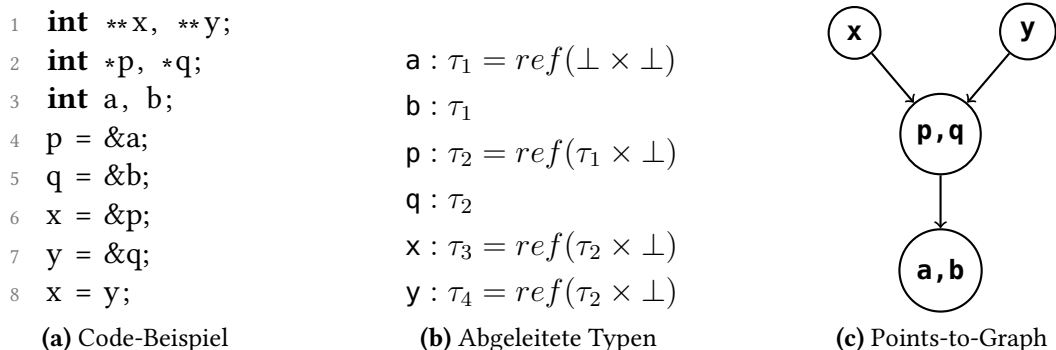 1 int **x, **y;
2 int *p, *q;
3 int a, b;
4 p = &a;
5 q = &b;
6 x = &p;
7 y = &q;
8 x = y;
(a) Code-Beispiel
a : τ₁ = ref(⊥ × ⊥)
b : τ₁
p : τ₂ = ref(τ₁ × ⊥)
q : τ₂
x : τ₃ = ref(τ₂ × ⊥)
y : τ₄ = ref(τ₂ × ⊥)
(b) Abgeleitete Typen
x
y
p,q
a,b
(c) Points-to-Graph